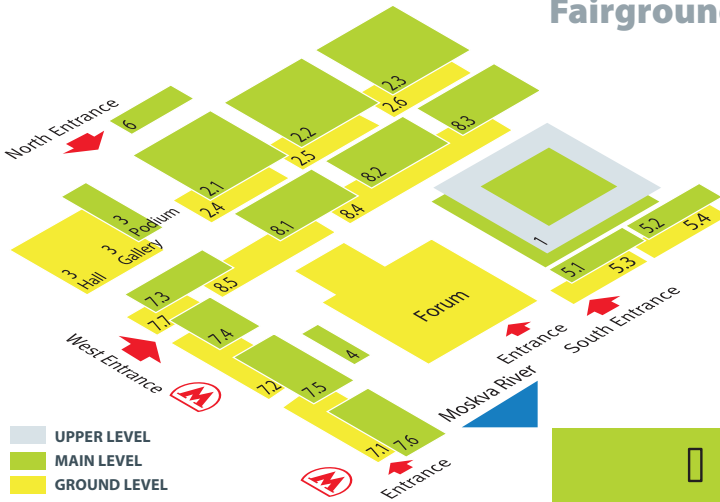 Fairground
2.3
2.6
8.3
North Entrance
6
2.2
2.5
8.2
2.1
2.4
8.4
8.1
3
Podium
3
Gallery
3
Hall
8.5
1
5.2
5.4
5.1
5.3
7.3
7.7
7.4
Forum
West Entrance
4
Entrance
South Entrance
7.2
7.5
Moskva River
M
7.1
7.6
Entrance
M
UPPER LEVEL
MAIN LEVEL
GROUND LEVEL